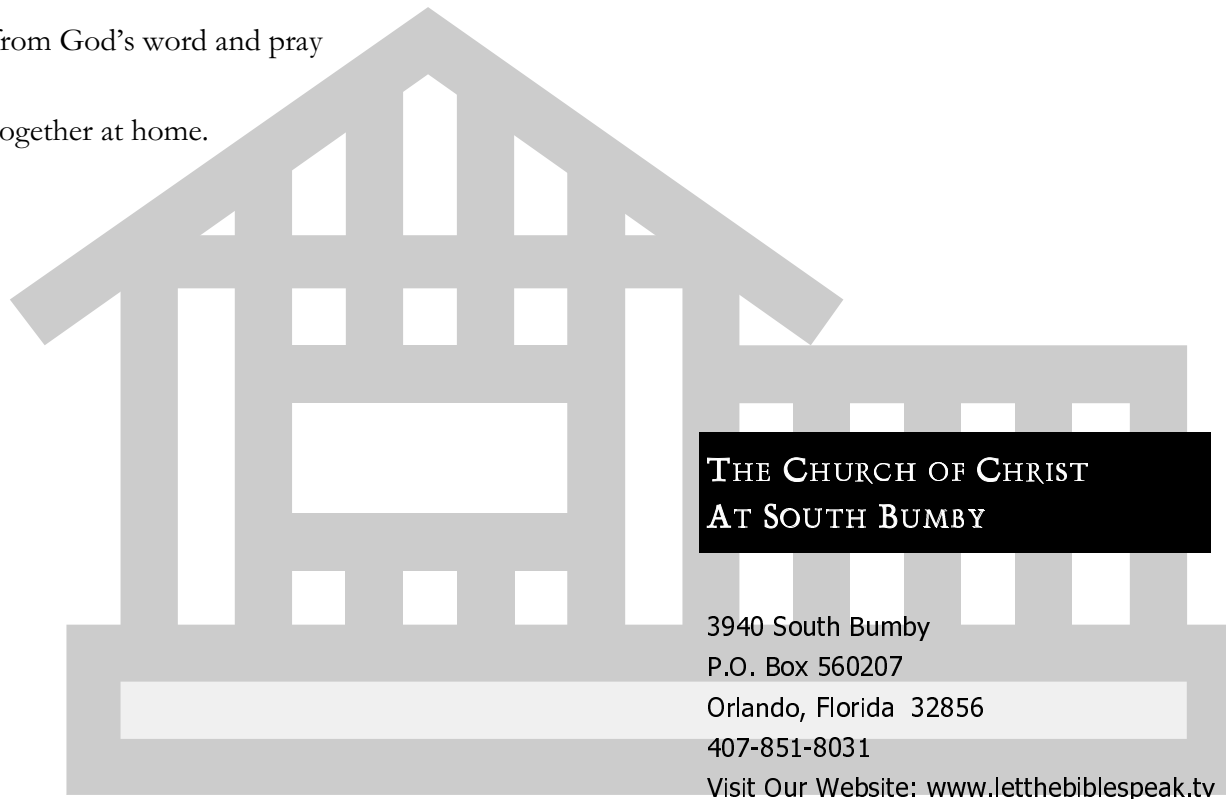 from God’s word and pray
together at home.
THE CHURCH OF CHRIST
AT SOUTH BUMBY
3940 South Bumby
P.O. Box 560207
Orlando, Florida  32856
407-851-8031
Visit Our Website: www.letthebiblespeak.tv